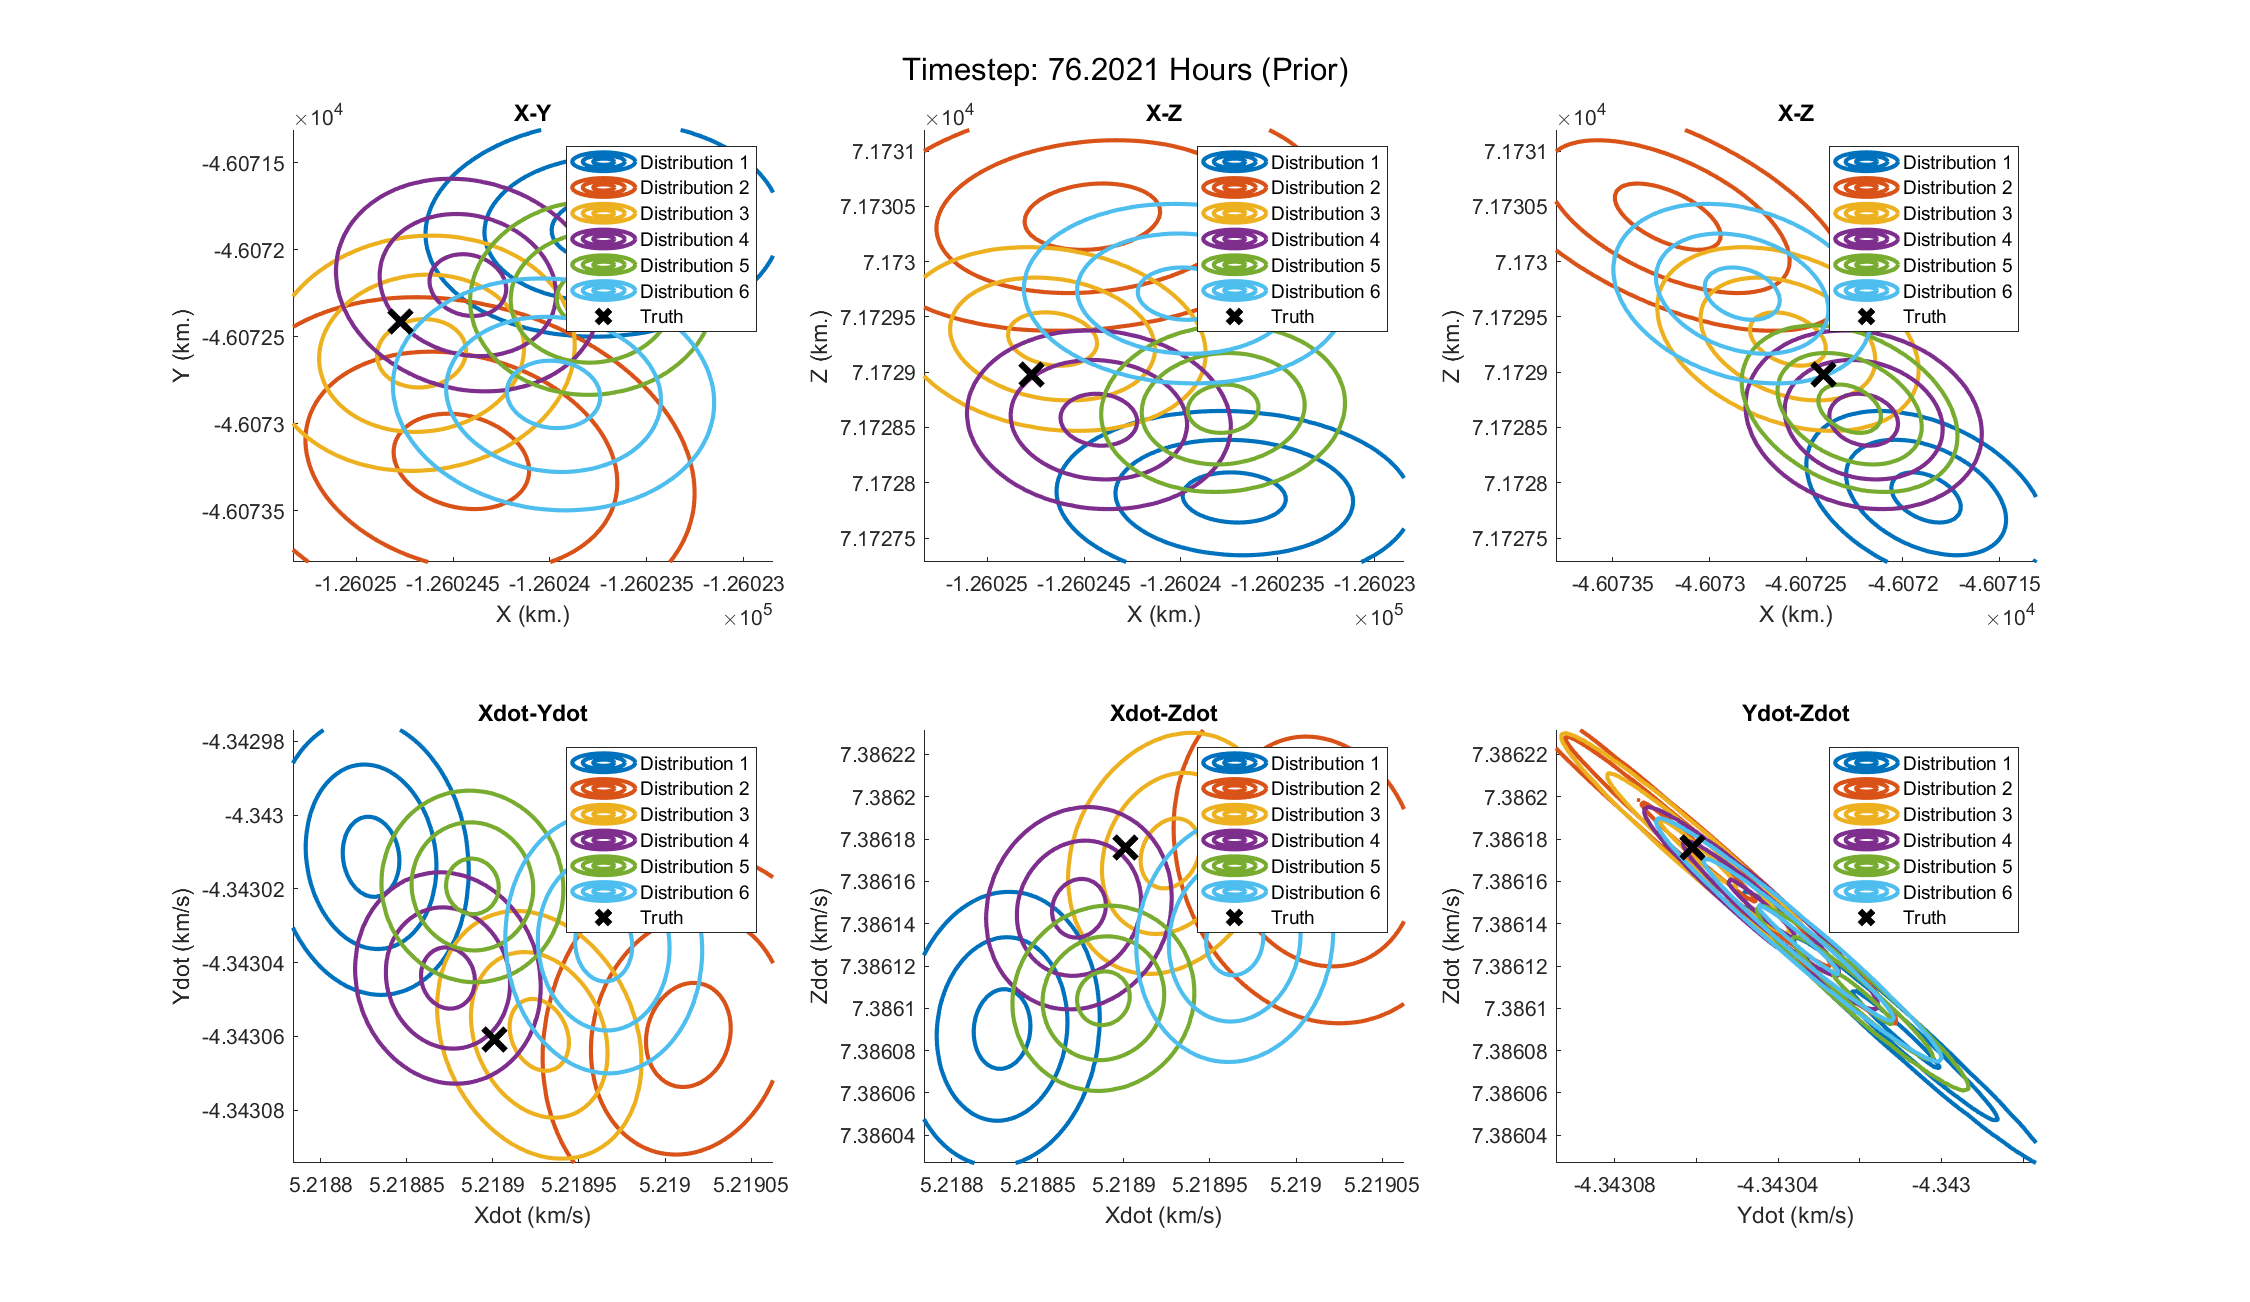 Timestep: 76.2021 Hours (Prior)
X-Y
×10⁴
-4.60715
-4.6072
-4.60725
-4.6073
-4.60735
Y (km.)
-1.26025 -1.260245 -1.26024 -1.260235 -1.26023
X (km.)
×10⁵
Distribution 1
Distribution 2
Distribution 3
Distribution 4
Distribution 5
Distribution 6
Truth
X-Z
×10⁴
7.1731
7.17305
7.173
7.17295
7.1729
7.17285
7.1728
7.17275
Z (km.)
-1.26025 -1.260245 -1.26024 -1.260235 -1.26023
X (km.)
×10⁵
Distribution 1
Distribution 2
Distribution 3
Distribution 4
Distribution 5
Distribution 6
Truth
X-Z
×10⁴
7.1731
7.17305
7.173
7.17295
7.1729
7.17285
7.1728
7.17275
Z (km.)
-4.60735 -4.6073 -4.60725 -4.6072 -4.60715
X (km.)
×10⁴
Distribution 1
Distribution 2
Distribution 3
Distribution 4
Distribution 5
Distribution 6
Truth
Xdot-Ydot
-4.34298
-4.343
-4.34302
-4.34304
-4.34306
-4.34308
Ydot (km/s)
5.2188 5.21885 5.2189 5.21895 5.219 5.21905
Xdot (km/s)
Distribution 1
Distribution 2
Distribution 3
Distribution 4
Distribution 5
Distribution 6
Truth
Xdot-Zdot
7.38622
7.3862
7.38618
7.38616
7.38614
7.38612
7.3861
7.38608
7.38606
7.38604
Zdot (km/s)
5.2188 5.21885 5.2189 5.21895 5.219 5.21905
Xdot (km/s)
Distribution 1
Distribution 2
Distribution 3
Distribution 4
Distribution 5
Distribution 6
Truth
Ydot-Zdot
7.38622
7.3862
7.38618
7.38616
7.38614
7.38612
7.3861
7.38608
7.38606
7.38604
Zdot (km/s)
-4.34308 -4.34304 -4.343
Ydot (km/s)
Distribution 1
Distribution 2
Distribution 3
Distribution 4
Distribution 5
Distribution 6
Truth